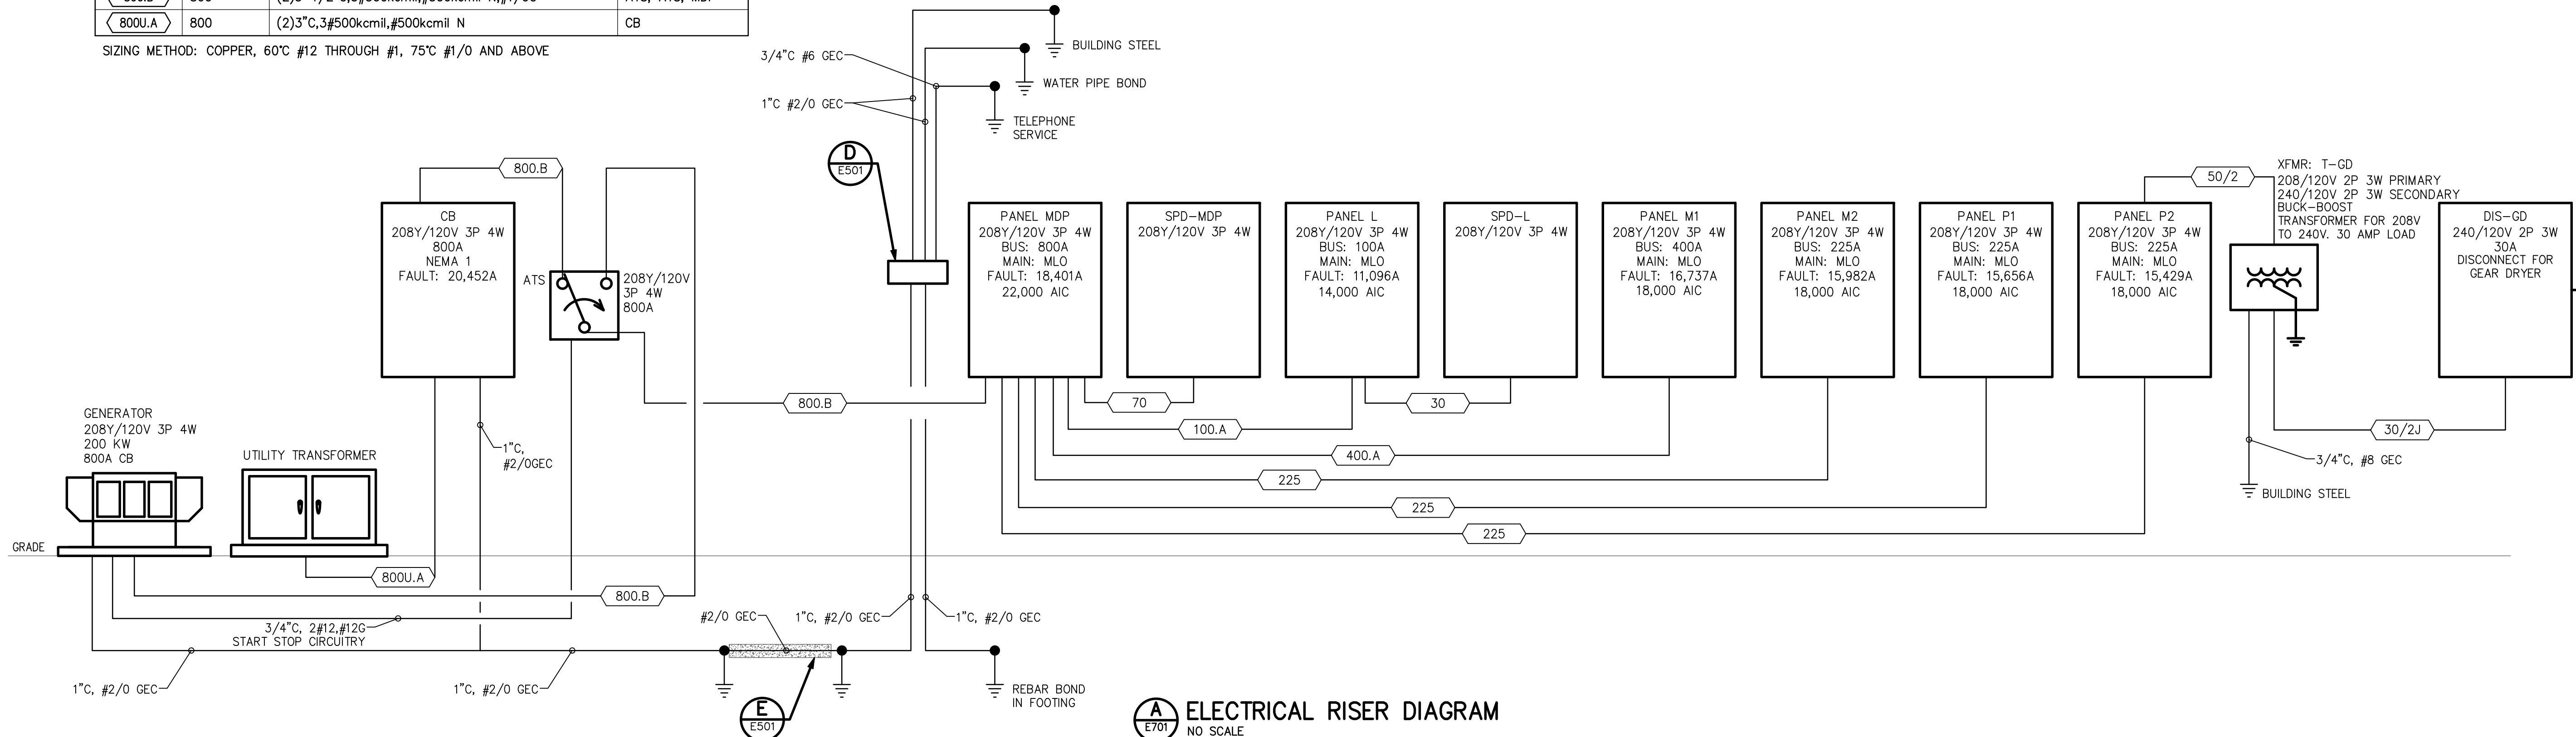 800U.A 800 (2)3"C,3#500kcmil,#500kcmil N CB
SIZING METHOD: COPPER, 60°C #12 THROUGH #1, 75°C #1/0 AND ABOVE
BUILDING STEEL
3/4"C #6 GEC
WATER PIPE BOND
1"C #2/0 GEC
TELEPHONE
SERVICE
D
E501
800.B
CB
208Y/120V 3P 4W
800A
NEMA 1
FAULT: 20,452A
ATS
208Y/120V
3P 4W
800A
PANEL MDP
208Y/120V 3P 4W
BUS: 800A
MAIN: MLO
FAULT: 18,401A
22,000 AIC
SPD-MDP
208Y/120V 3P 4W
PANEL L
208Y/120V 3P 4W
BUS: 100A
MAIN: MLO
FAULT: 11,096A
14,000 AIC
SPD-L
208Y/120V 3P 4W
PANEL M1
208Y/120V 3P 4W
BUS: 400A
MAIN: MLO
FAULT: 16,737A
18,000 AIC
PANEL M2
208Y/120V 3P 4W
BUS: 225A
MAIN: MLO
FAULT: 15,982A
18,000 AIC
PANEL P1
208Y/120V 3P 4W
BUS: 225A
MAIN: MLO
FAULT: 15,656A
18,000 AIC
PANEL P2
208Y/120V 3P 4W
BUS: 225A
MAIN: MLO
FAULT: 15,429A
18,000 AIC
50/2
XFMR: T-GD
208/120V 2P 3W PRIMARY
240/120V 2P 3W SECONDARY
BUCK-BOOST
TRANSFORMER FOR 208V
TO 240V. 30 AMP LOAD
DIS-GD
240/120V 2P 3W
30A
DISCONNECT FOR
GEAR DRYER
GENERATOR
208Y/120V 3P 4W
200 KW
800A CB
UTILITY TRANSFORMER
1"C,
#2/0GEC
800.B
70
30
100.A
400.A
225
225
225
30/2J
3/4"C, #8 GEC
BUILDING STEEL
GRADE
800U.A
800.B
3/4"C, 2#12,#12G
START STOP CIRCUITRY
#2/0 GEC
1"C, #2/0 GEC
1"C, #2/0 GEC
1"C, #2/0 GEC
1"C, #2/0 GEC
REBAR BOND
IN FOOTING
E
E501
A
E701
ELECTRICAL RISER DIAGRAM
NO SCALE